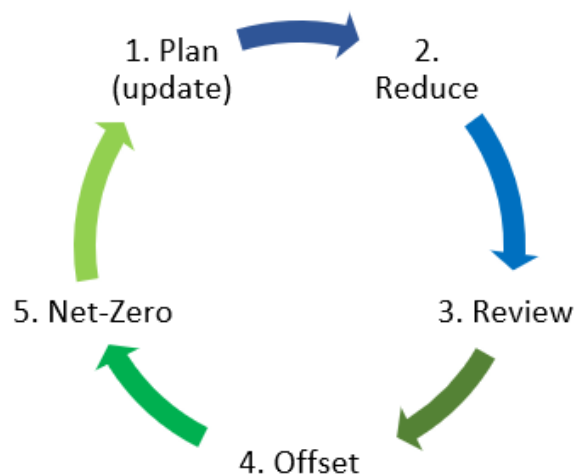 1. Plan
(update)
2.
Reduce
3. Review
4. Offset
5. Net-Zero